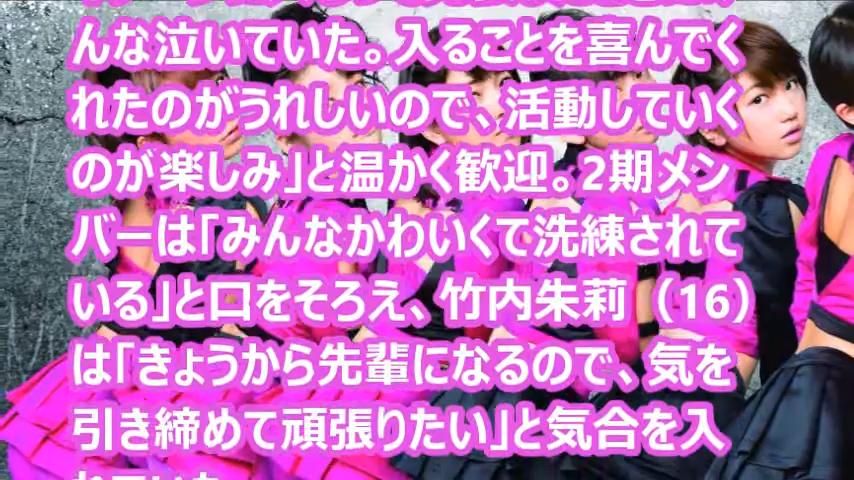 んな泣いていた。入ることを喜んでく
れたのがうれしいので、活動していく
のが楽しみ」と温かく歓迎。2期メン
バーは「みんなかわいくて洗練されて
いる」と口をそろえ、竹内朱莉（16）
は「きょうから先輩になるので、気を
引き締めて頑張りたい」と気合を入
れていた